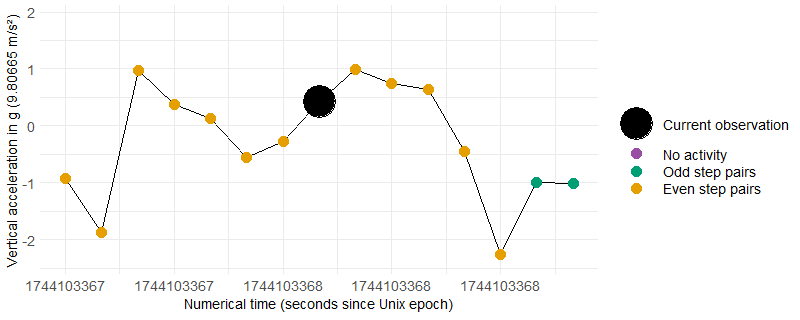 Vertical acceleration in g (9.80665 m/s²)
2
1
0
-1
-2
1744103367
1744103367
1744103368
1744103368
1744103368
Numerical time (seconds since Unix epoch)
Current observation
No activity
Odd step pairs
Even step pairs